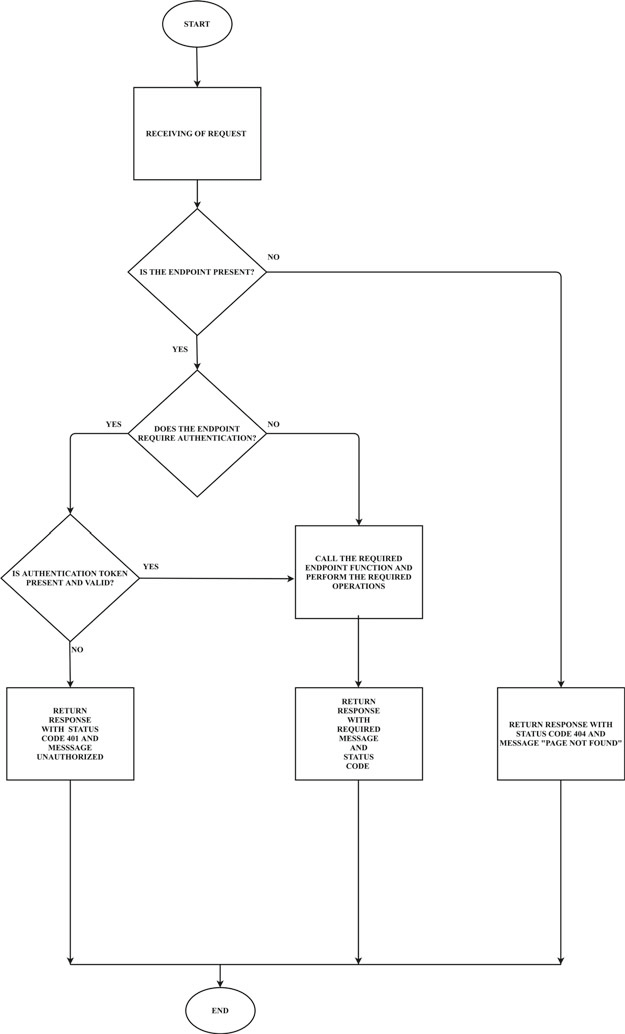 START
RECEIVING OF REQUEST
IS THE ENDPOINT PRESENT?
NO
YES
DOES THE ENDPOINT
REQUIRE AUTHENTICATION?
YES
NO
IS AUTHENTICATION TOKEN
PRESENT AND VALID?
YES
NO
CALL THE REQUIRED
ENDPOINT FUNCTION AND
PERFORM THE REQUIRED
OPERATIONS
RETURN
RESPONSE
WITH STATUS
CODE 401 AND
MESSSAGE
UNAUTHORIZED
RETURN
RESPONSE
WITH
REQUIRED
MESSAGE
AND
STATUS
CODE
RETURN RESPONSE WITH
STATUS CODE 404 AND
MESSAGE "PAGE NOT FOUND"
END